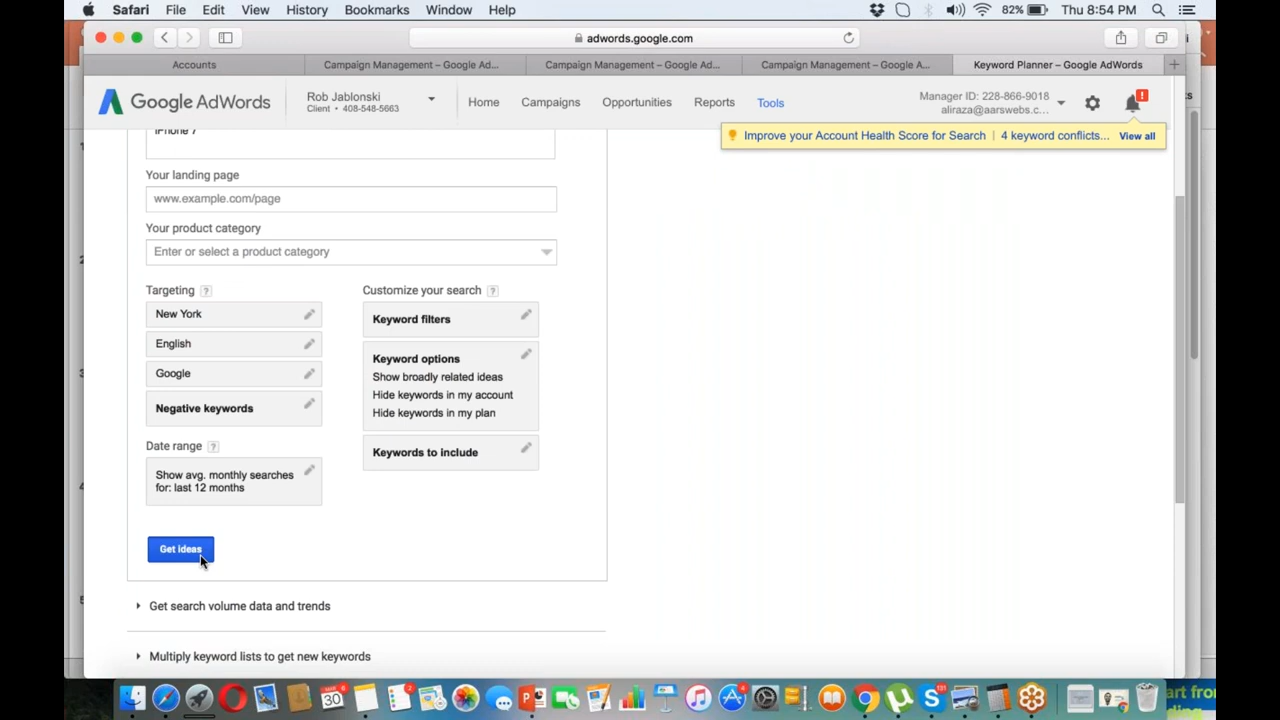 Safari File Edit View History Bookmarks Window Help 82% Thu 8:54 PM
adwords.google.com
Accounts Campaign Management – Google Ad... Campaign Management – Google Ad... Campaign Management – Google A... Keyword Planner – Google AdWords
Google AdWords Rob Jablonski Home Campaigns Opportunities Reports Tools Manager ID: 228-866-9018
Client • 408-548-5663 aliraza@aarswebs.c...
iPhone 7
Improve your Account Health Score for Search 4 keyword conflicts... View all
Your landing page
www.example.com/page
Your product category
Enter or select a product category
Targeting ? Customize your search ?
New York Keyword filters
English Keyword options
Google Show broadly related ideas
Hide keywords in my account
Negative keywords Hide keywords in my plan
Date range ? Keywords to include
Show avg. monthly searches
for: last 12 months
Get ideas
Get search volume data and trends
Multiply keyword lists to get new keywords